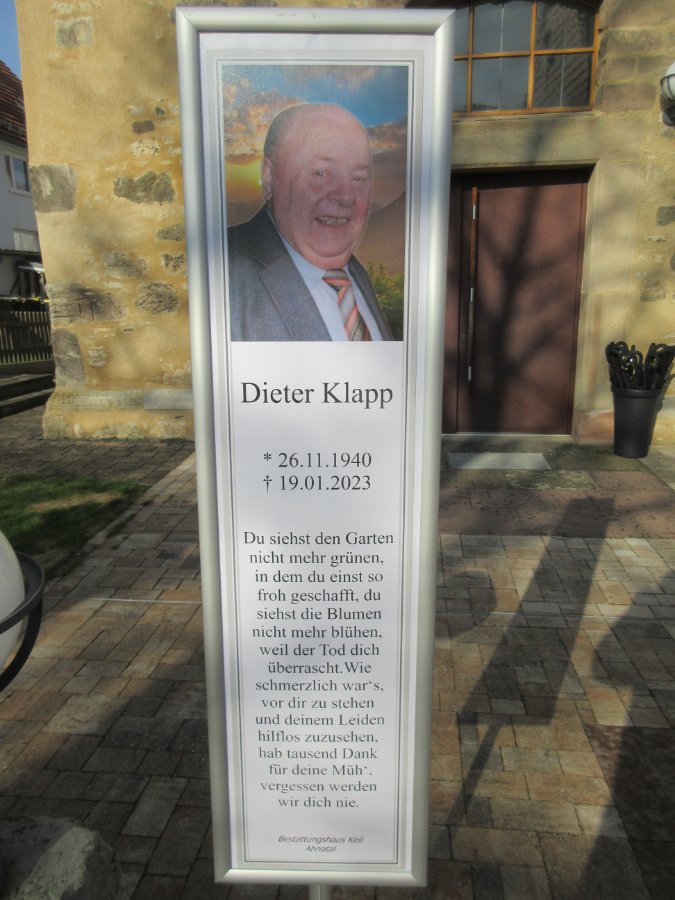 Dieter Klapp
* 26.11.1940
† 19.01.2023
Du siehst den Garten
nicht mehr grünen,
in dem du einst so
froh geschafft, du
siehst die Blumen
nicht mehr blühen,
weil der Tod dich
überrascht.Wie
schmerzlich war‘s,
vor dir zu stehen
und deinem Leiden
hilflos zuzusehen,
hab tausend Dank
für deine Müh‘,
vergessen werden
wir dich nie.
Bestattungshaus Keil
Ahnatal